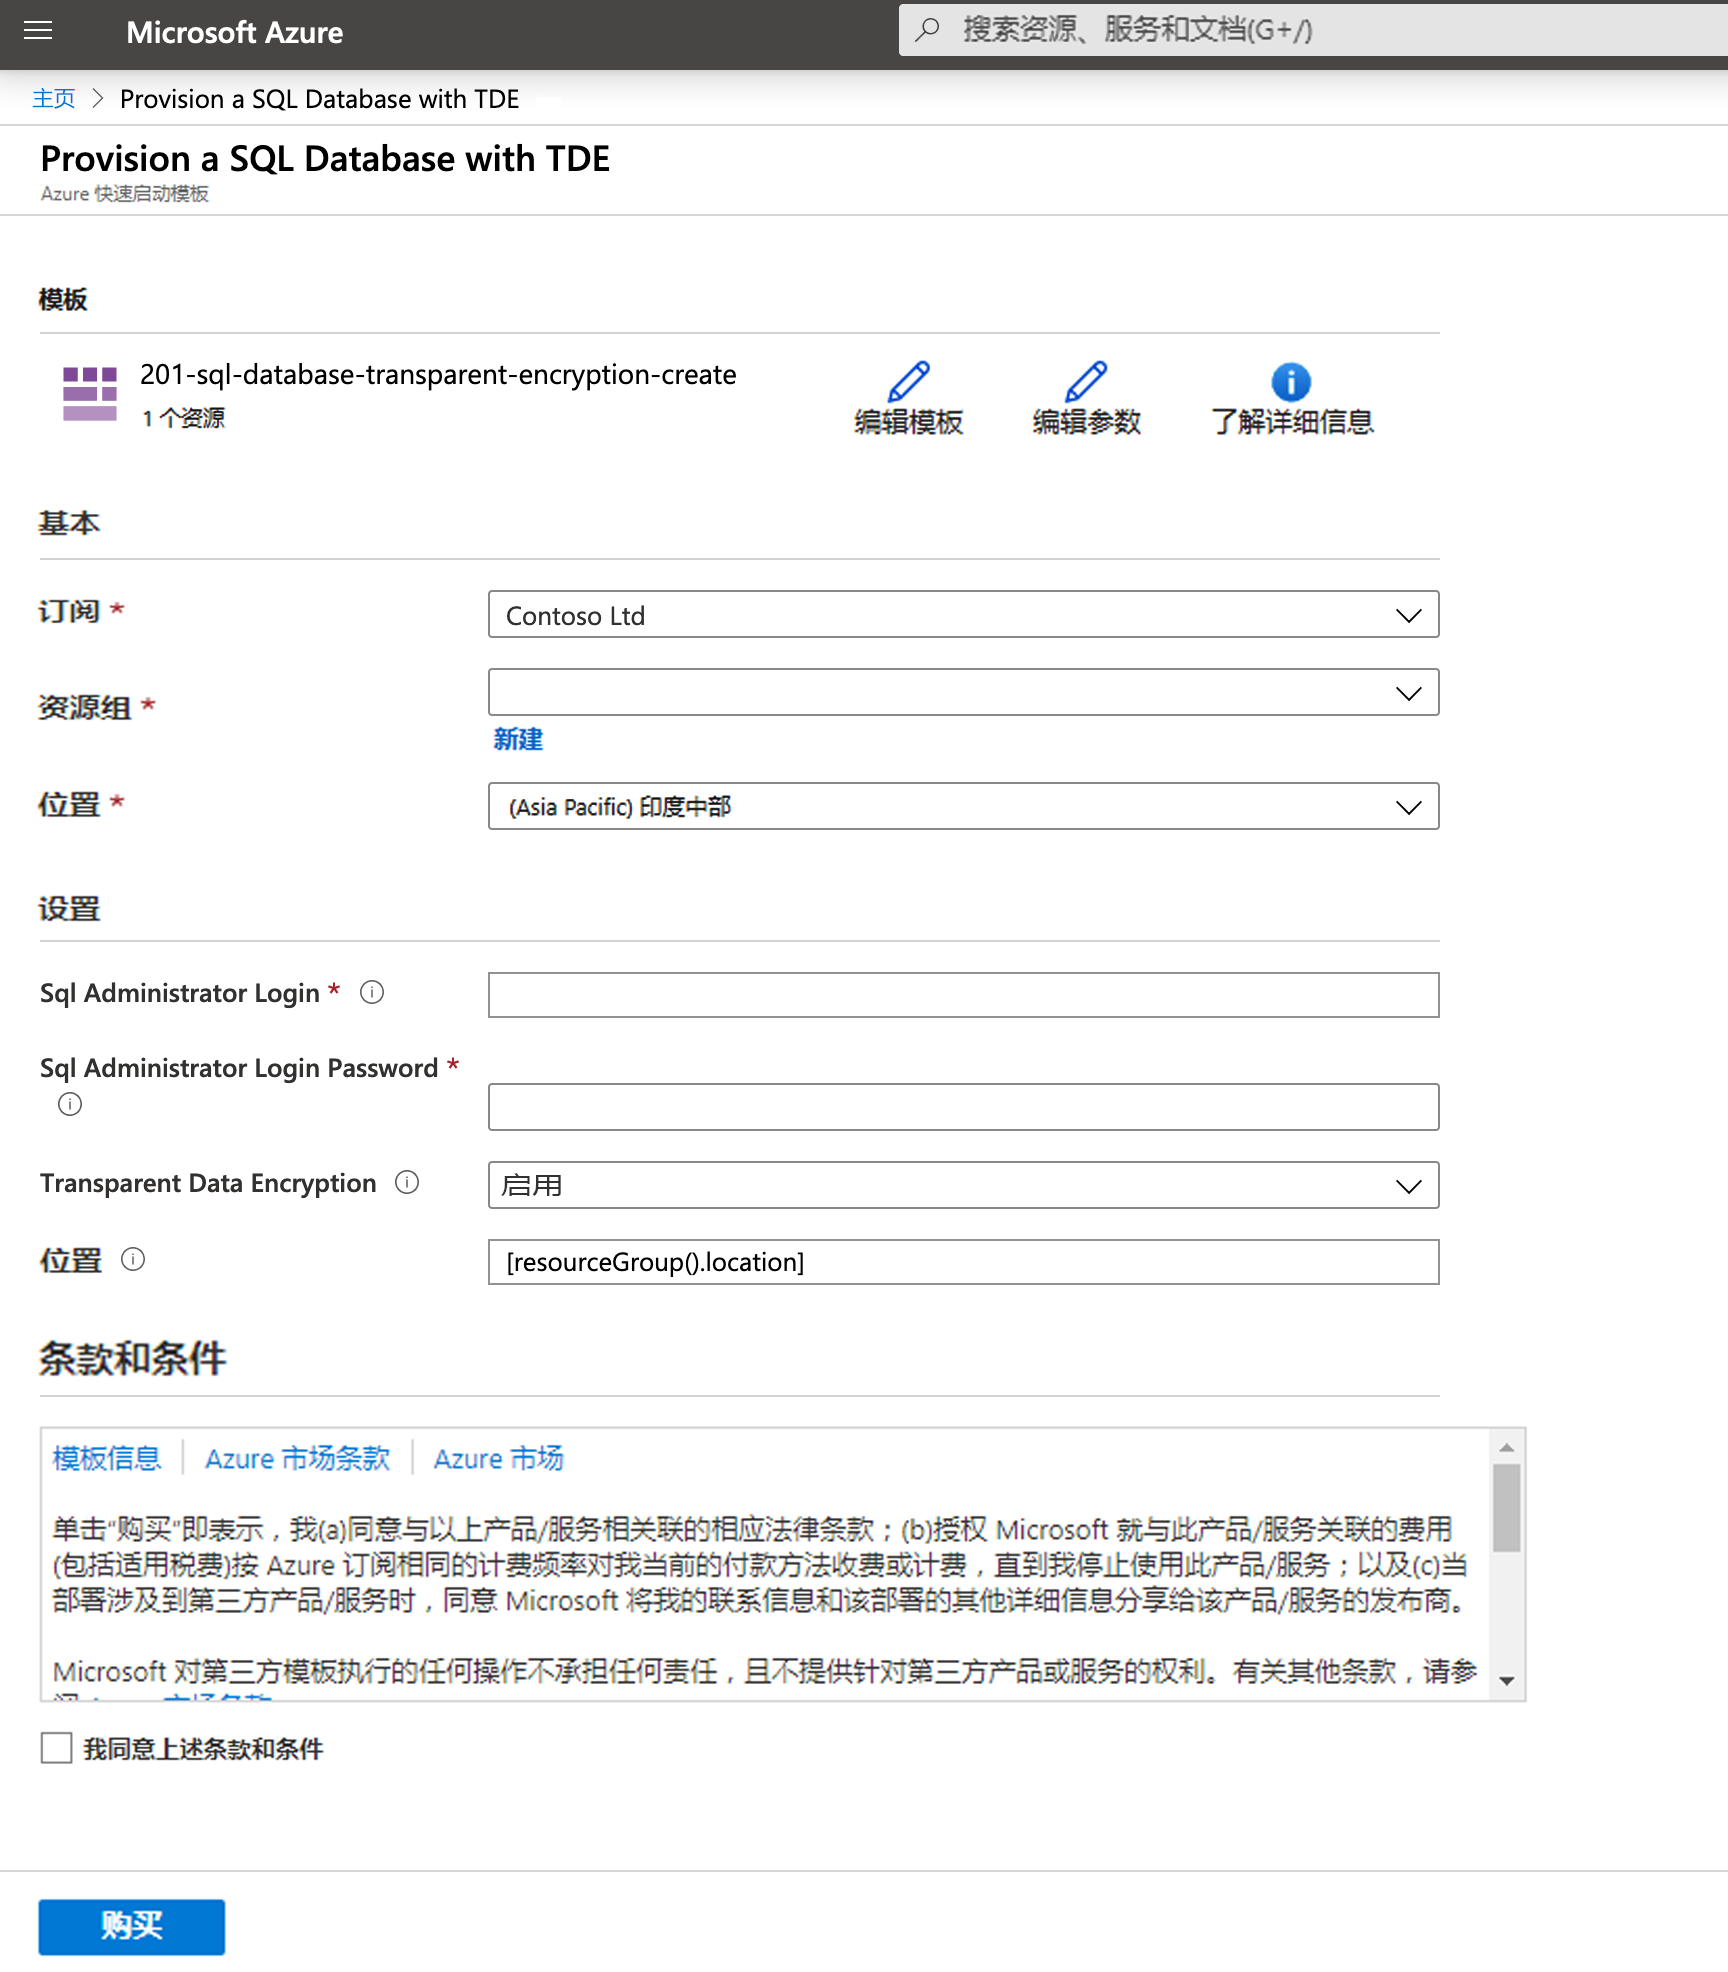 Microsoft Azure
搜索资源、服务和文档(G+/)
主页 > Provision a SQL Database with TDE
Provision a SQL Database with TDE
Azure 快速启动模板
模板
201-sql-database-transparent-encryption-create
1 个资源
编辑模板
编辑参数
了解详细信息
基本
订阅 *
Contoso Ltd
资源组 *
新建
位置 *
(Asia Pacific) 印度中部
设置
Sql Administrator Login *
Sql Administrator Login Password *
Transparent Data Encryption
启用
位置
[resourceGroup().location]
条款和条件
模板信息 | Azure 市场条款 | Azure 市场
单击“购买”即表示，我(a)同意与以上产品/服务相关联的相应法律条款；(b)授权 Microsoft 就与此产品/服务关联的费用
(包括适用税费)按 Azure 订阅相同的计费频率对我当前的付款方法收费或计费，直到我停止使用此产品/服务；以及(c)当
部署涉及到第三方产品/服务时，同意 Microsoft 将我的联系信息和该部署的其他详细信息分享给该产品/服务的发布商。
Microsoft 对第三方模板执行的任何操作不承担任何责任，且不提供针对第三方产品或服务的权利。有关其他条款，请参
我同意上述条款和条件
购买